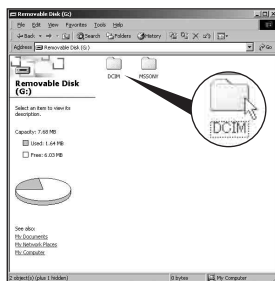 Removable Disk (G:)
File Edit View Favorites Tools Help
Back Search Folders History
Address Removable Disk (G:) Go
Removable Disk (G:)
DCIM MSSONY
DCIM
Select an item to view its description.
Capacity: 7.68 MB
Used: 1.64 MB
Free: 6.03 MB
See also:
My Documents
My Network Places
My Computer
2 object(s) (plus 1 hidden) 0 bytes My Computer